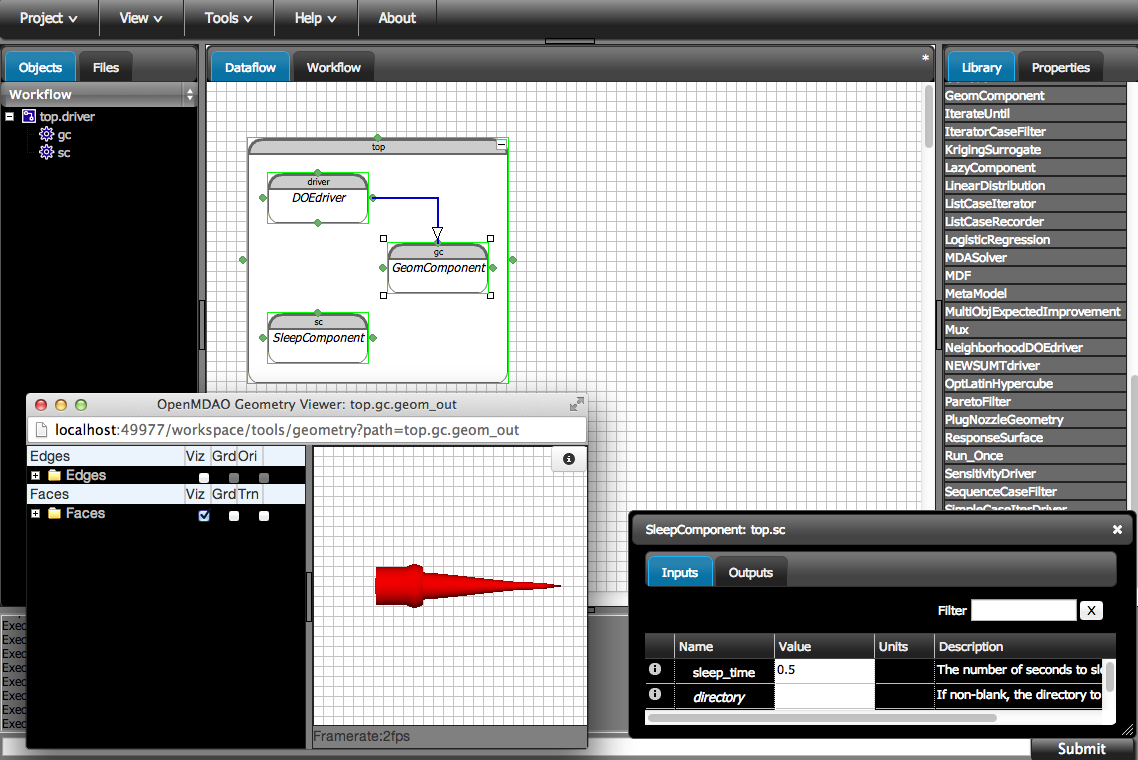 Project View Tools Help About
Objects Files
Workflow
top.driver
gc
sc
Dataflow Workflow *
top
driver
DOEdriver
gc
GeomComponent
sc
SleepComponent
Library Properties
GeomComponent
IterateUntil
IteratorCaseFilter
KrigingSurrogate
LazyComponent
LinearDistribution
ListCaseIterator
ListCaseRecorder
LogisticRegression
MDASolver
MDF
MetaModel
MultiObjExpectedImprovement
Mux
NeighborhoodDOEdriver
NEWSUMTdriver
OptLatinHypercube
ParetoFilter
PlugNozzleGeometry
ResponseSurface
Run_Once
SensitivityDriver
SequenceCaseFilter
SimpleCaseIterDriver
OpenMDAO Geometry Viewer: top.gc.geom_out
localhost:49977/workspace/tools/geometry?path=top.gc.geom_out
Edges Viz Grd Ori
Edges
Faces Viz Grd Trn
Faces
Framerate:2fps
Exec
Exec
Exec
Exec
Exec
Exec
Exec
Exec
SleepComponent: top.sc
Inputs Outputs
Filter X
Name Value Units Description
sleep_time 0.5 The number of seconds to sle
directory If non-blank, the directory to
Submit